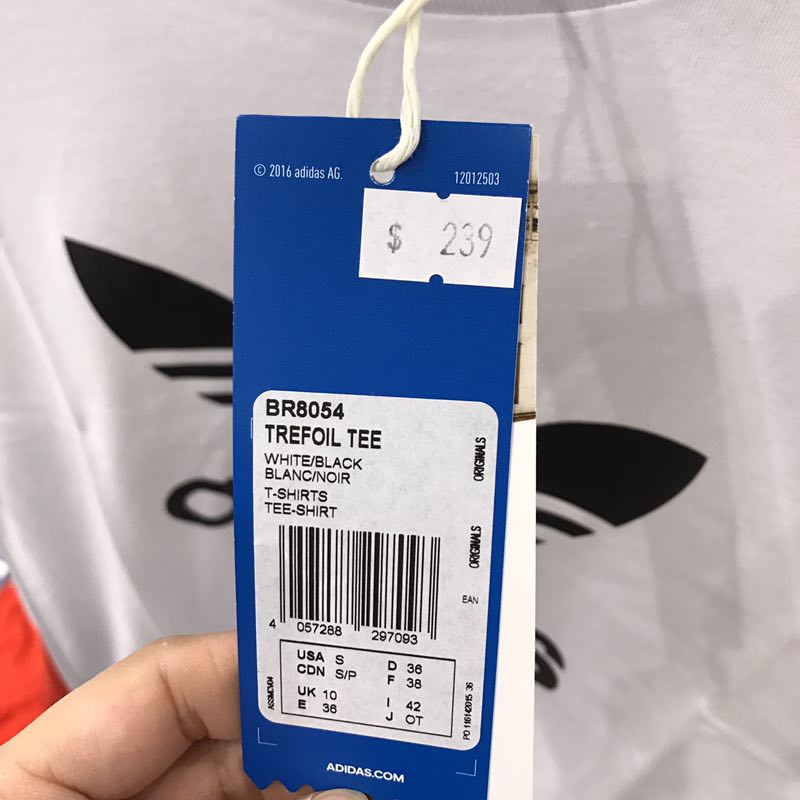 © 2016 adidas AG.
12012503
$ 239
BR8054
TREFOIL TEE
WHITE/BLACK
BLANC/NOIR
T-SHIRTS
TEE-SHIRT
ORIGINALS
ORIGINALS
EAN
4 057288 297093
USA S D 36
CDN S/P F 38
UK 10 I 42
E 36 J OT
ADIDAS.COM